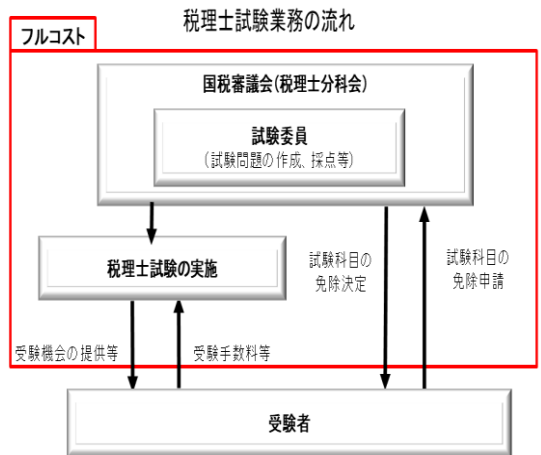 税理士試験業務の流れ
フルコスト
国税審議会(税理士分科会)
試験委員
(試験問題の作成、採点等)
税理士試験の実施
試験科目の
免除決定
試験科目の
免除申請
受験機会の提供等
受験手数料等
受験者